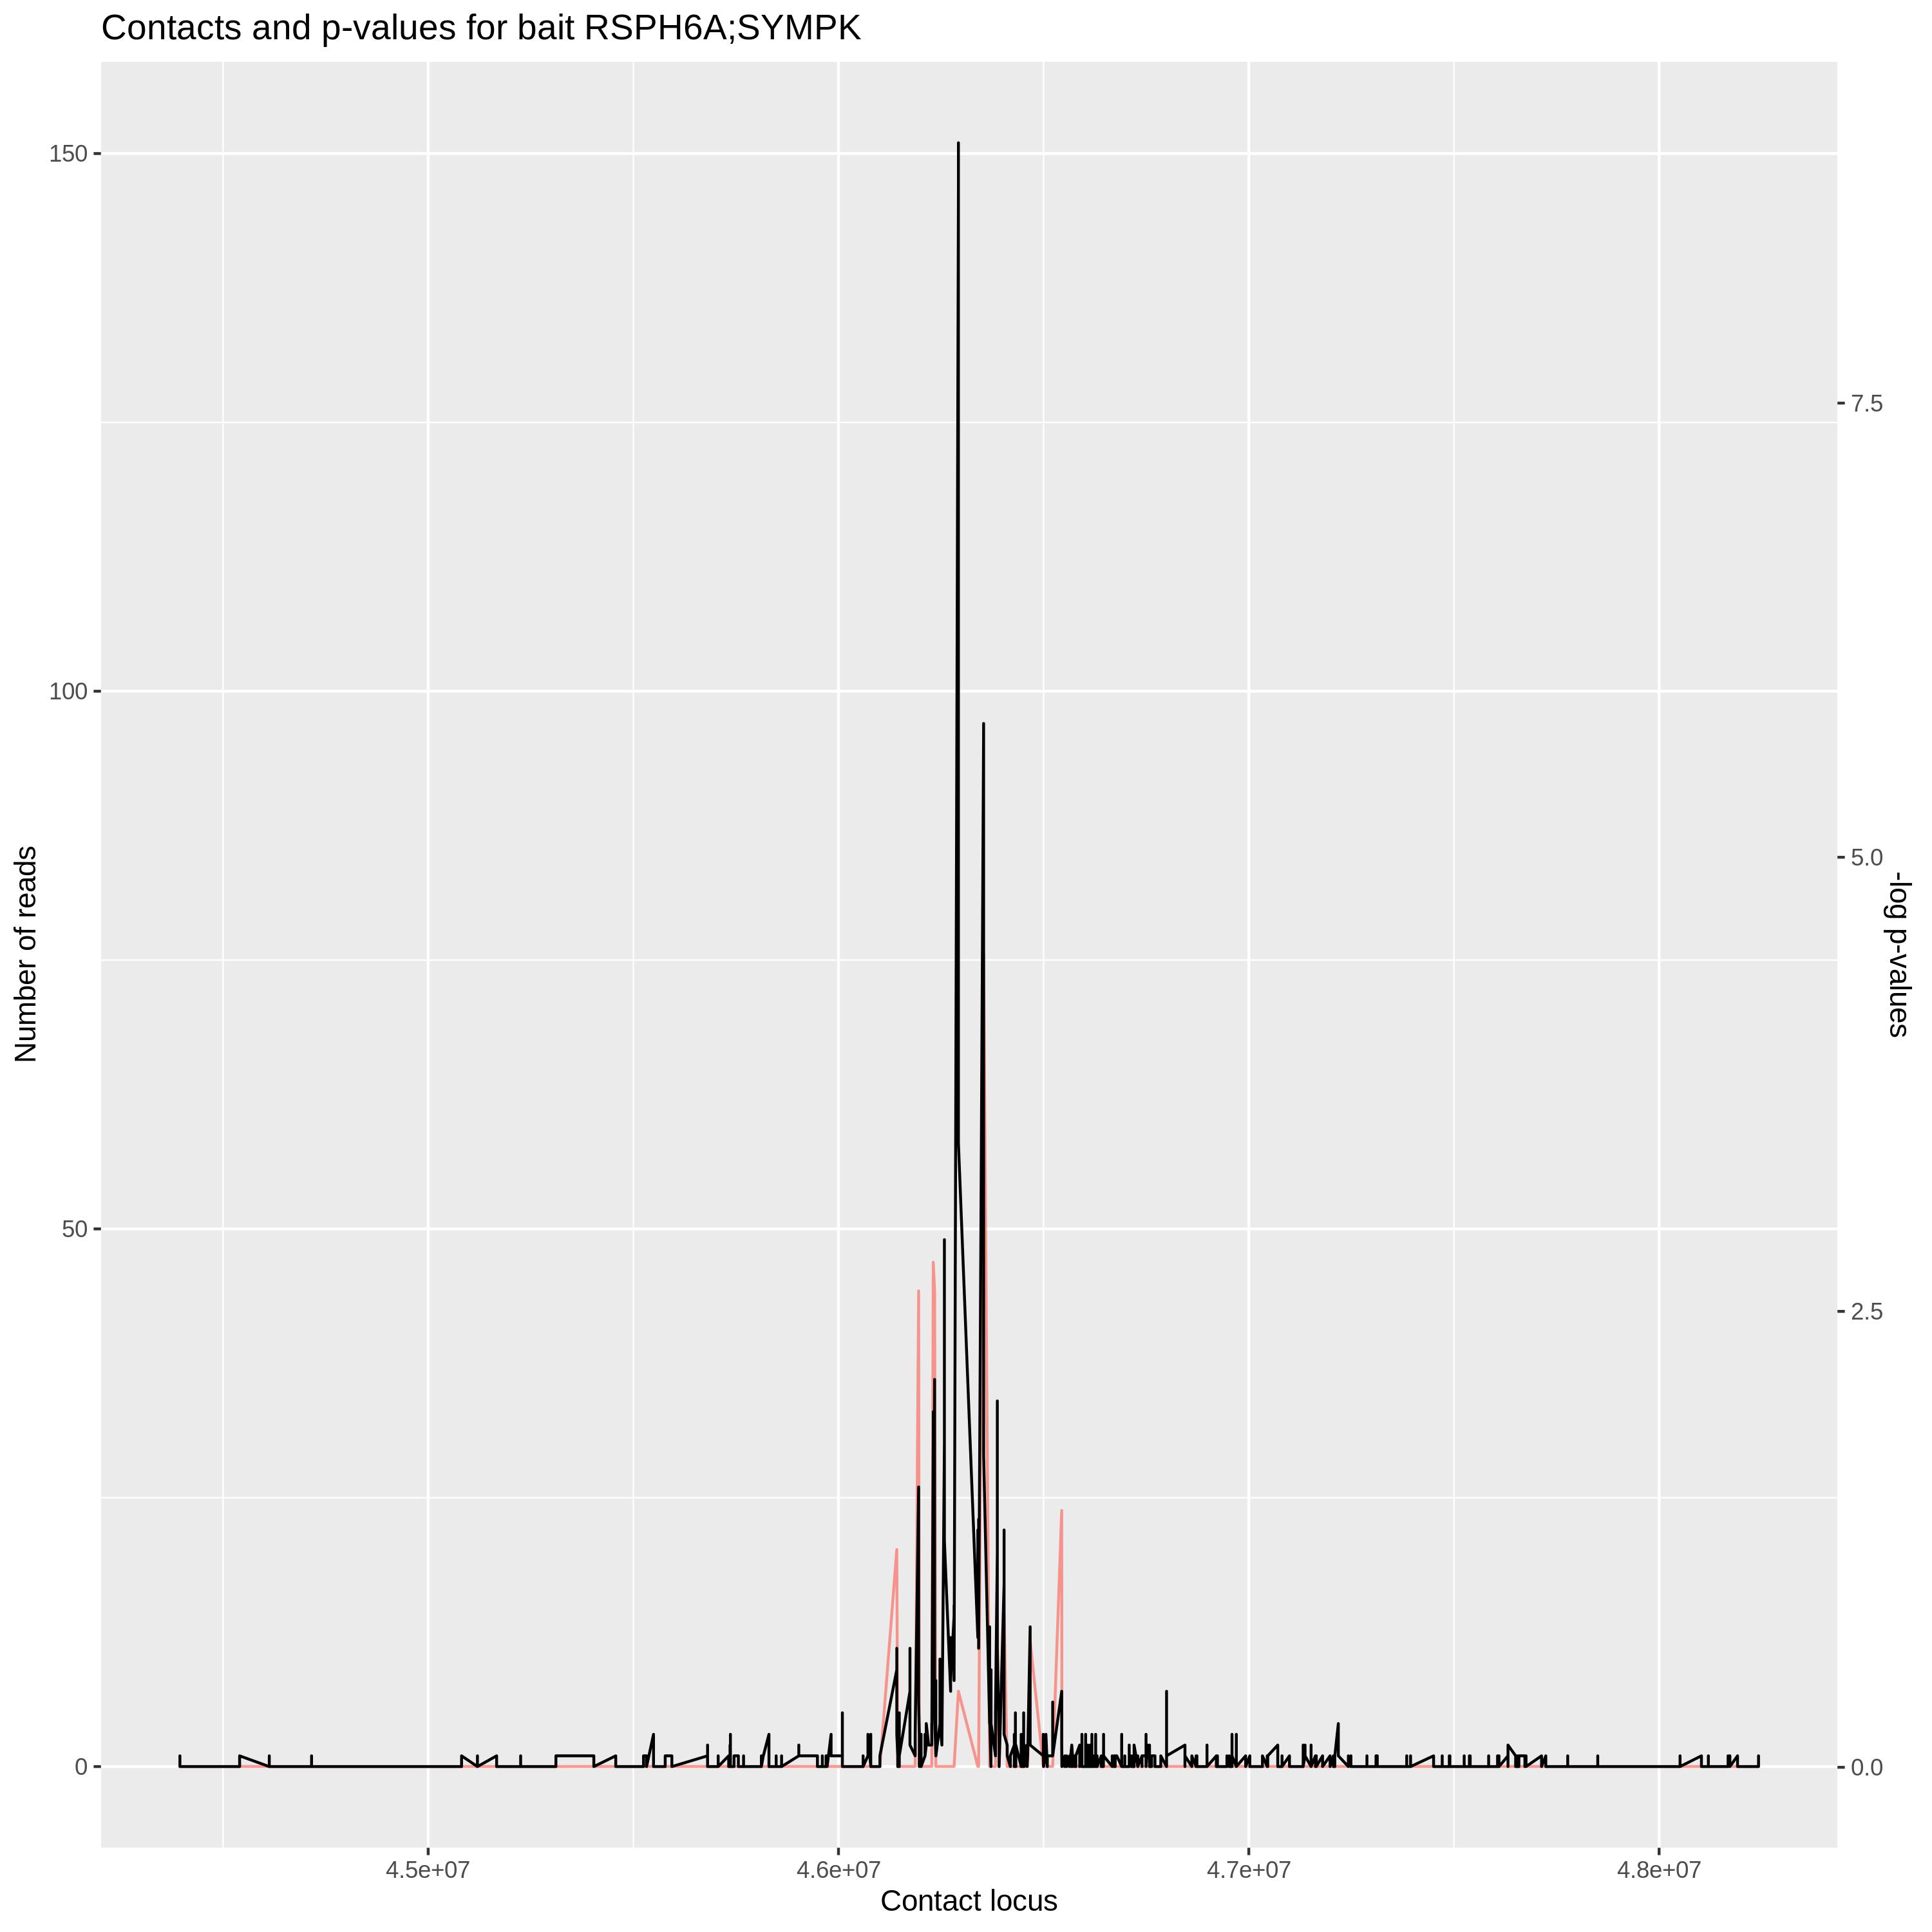 Contacts and p-values for bait RSPH6A;SYMPK
150
100
50
0
Number of reads
7.5
5.0
2.5
0.0
-log p-values
4.5e+07
4.6e+07
4.7e+07
4.8e+07
Contact locus